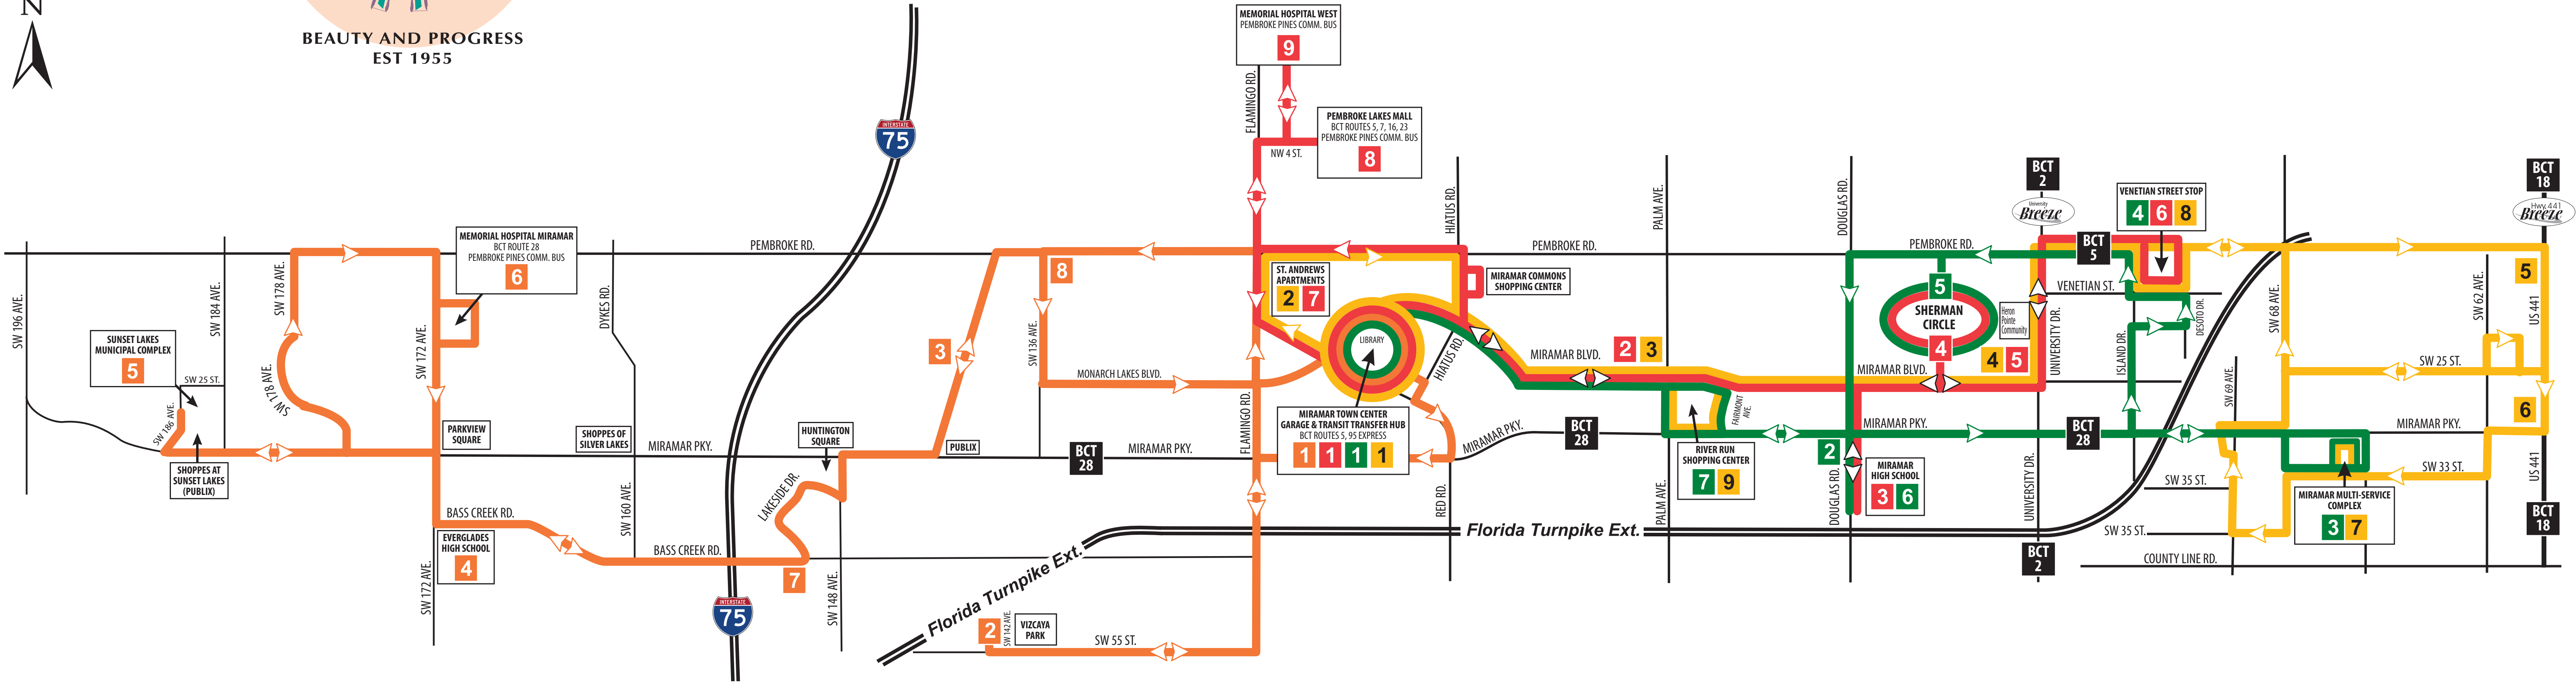 N
BEAUTY AND PROGRESS
EST 1955
INTERSTATE
75
MEMORIAL HOSPITAL WEST
PEMBROKE PINES COMM. BUS
9
FLAMINGO RD.
PEMBROKE LAKES MALL
BCT ROUTES 5, 7, 16, 23
PEMBROKE PINES COMM. BUS
8
NW 4 ST.
HIATUS RD.
PALM AVE.
DOUGLAS RD.
BCT
2
University
Breeze
VENETIAN STREET STOP
4 6 8
BCT
18
Hwy. 441
Breeze
SW 196 AVE.
SW 184 AVE.
SW 178 AVE.
MEMORIAL HOSPITAL MIRAMAR
BCT ROUTE 28
PEMBROKE PINES COMM. BUS
6
DYKES RD.
PEMBROKE RD.
8
ST. ANDREWS
APARTMENTS
2 7
MIRAMAR COMMONS
SHOPPING CENTER
PEMBROKE RD.
PEMBROKE RD.
BCT
5
5
SHERMAN
CIRCLE
4
Heron
Pointe
Community
VENETIAN ST.
UNIVERSITY DR.
DESOTO DR.
ISLAND DR.
SW 68 AVE.
SW 62 AVE.
5
US 441
SUNSET LAKES
MUNICIPAL COMPLEX
5
SW 25 ST.
SW 186 AVE.
SW 178 AVE.
SW 172 AVE.
3
SW 136 AVE.
MONARCH LAKES BLVD.
LIBRARY
HIATUS RD.
MIRAMAR BLVD.
2 3
MIRAMAR BLVD.
4 5
SW 25 ST.
SW 69 AVE.
6
SHOPPES AT
SUNSET LAKES
(PUBLIX)
PARKVIEW
SQUARE
SHOPPES OF
SILVER LAKES
MIRAMAR PKY.
HUNTINGTON
SQUARE
PUBLIX
BCT
28
MIRAMAR PKY.
FLAMINGO RD.
MIRAMAR TOWN CENTER
GARAGE & TRANSIT TRANSFER HUB
BCT ROUTES 5, 95 EXPRESS
1 1 1 1
MIRAMAR PKY.
BCT
28
FAIRMONT
AVE.
RIVER RUN
SHOPPING CENTER
7 9
MIRAMAR PKY.
2
MIRAMAR
HIGH SCHOOL
3 6
BCT
28
MIRAMAR PKY.
SW 33 ST.
SW 35 ST.
MIRAMAR MULTI-SERVICE
COMPLEX
3 7
US 441
BCT
18
BASS CREEK RD.
EVERGLADES
HIGH SCHOOL
4
SW 172 AVE.
SW 160 AVE.
BASS CREEK RD.
LAKESIDE DR.
7
INTERSTATE
75
SW 148 AVE.
Florida Turnpike Ext.
2
SW 142 AVE.
VIZCAYA
PARK
SW 55 ST.
RED RD.
Florida Turnpike Ext.
PALM AVE.
DOUGLAS RD.
UNIVERSITY DR.
BCT
2
SW 35 ST.
COUNTY LINE RD.